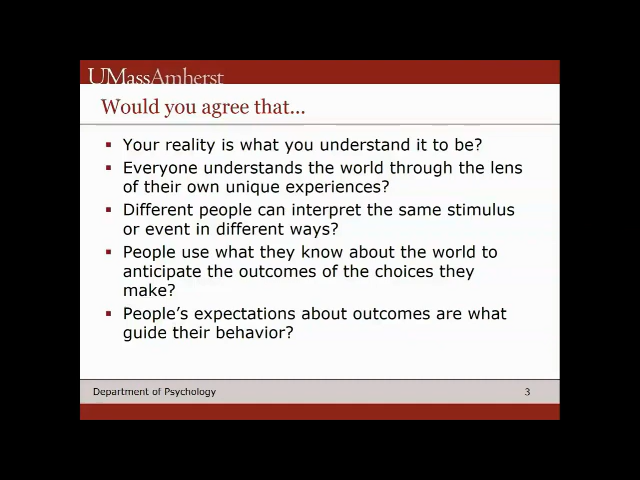 UMassAmherst
Would you agree that...
▪ Your reality is what you understand it to be?
▪ Everyone understands the world through the lens
of their own unique experiences?
▪ Different people can interpret the same stimulus
or event in different ways?
▪ People use what they know about the world to
anticipate the outcomes of the choices they
make?
▪ People's expectations about outcomes are what
guide their behavior?
Department of Psychology 3